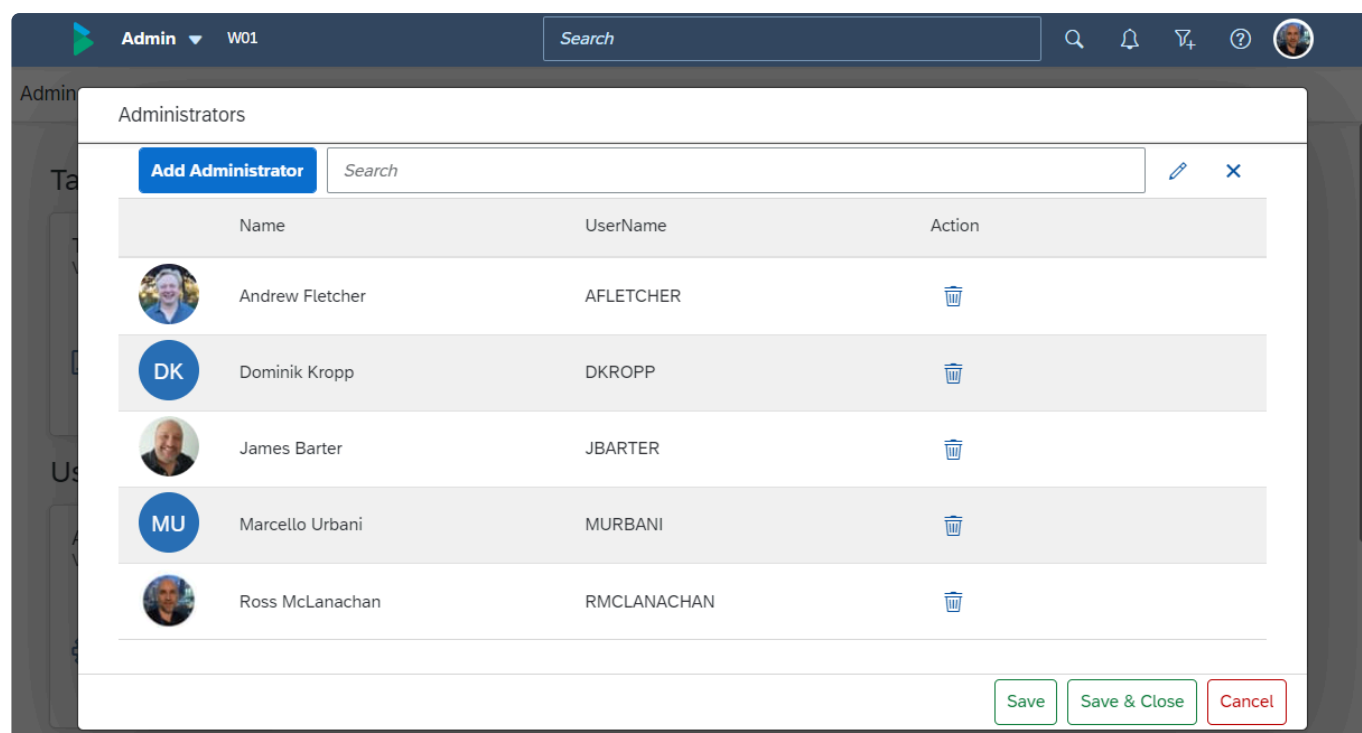 Admin W01 Search
Admin
Administrators
Add Administrator Search
Ta
Name UserName Action
Andrew Fletcher AFLETCHER
DK Dominik Kropp DKROPP
James Barter JBARTER
Us
MU Marcello Urbani MURBANI
Ross McLanachan RMCLANACHAN
Save Save & Close Cancel